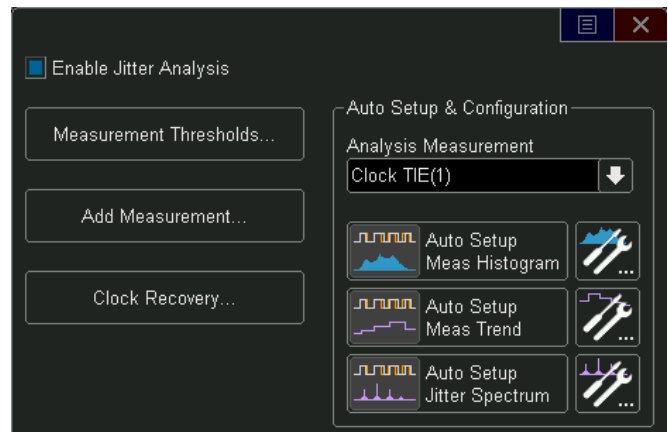 Enable Jitter Analysis
Measurement Thresholds...
Add Measurement...
Clock Recovery...
Auto Setup & Configuration
Analysis Measurement
Clock TIE(1)
Auto Setup
Meas Histogram
...
Auto Setup
Meas Trend
...
Auto Setup
Jitter Spectrum
...